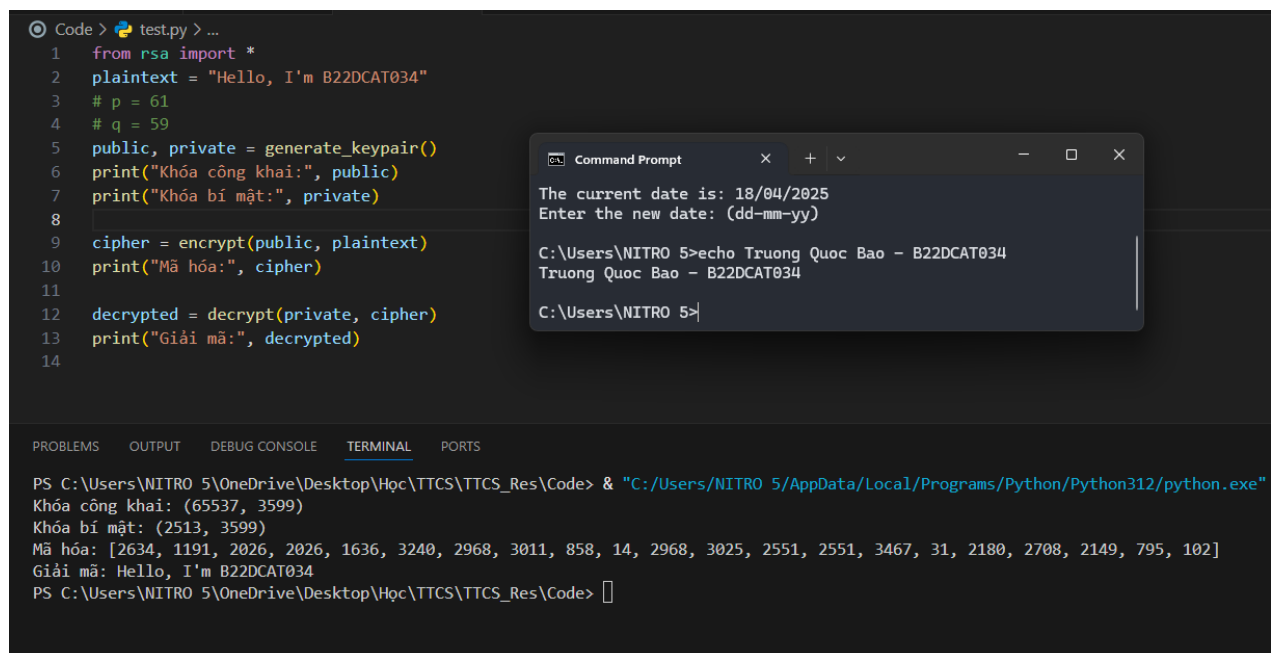 Code > test.py > ...
1 from rsa import *
2 plaintext = "Hello, I'm B22DCAT034"
3 # p = 61
4 # q = 59
5 public, private = generate_keypair()
6 print("Khóa công khai:", public)
7 print("Khóa bí mật:", private)
8
9 cipher = encrypt(public, plaintext)
10 print("Mã hóa:", cipher)
11
12 decrypted = decrypt(private, cipher)
13 print("Giải mã:", decrypted)
14
Command Prompt
The current date is: 18/04/2025
Enter the new date: (dd-mm-yy)
C:\Users\NITRO 5>echo Truong Quoc Bao - B22DCAT034
Truong Quoc Bao - B22DCAT034
C:\Users\NITRO 5>
PROBLEMS OUTPUT DEBUG CONSOLE TERMINAL PORTS
PS C:\Users\NITRO 5\OneDrive\Desktop\Học\TTCS\TTCS_Res\Code> & "C:/Users/NITRO 5/AppData/Local/Programs/Python/Python312/python.exe"
Khóa công khai: (65537, 3599)
Khóa bí mật: (2513, 3599)
Mã hóa: [2634, 1191, 2026, 2026, 1636, 3240, 2968, 3011, 858, 14, 2968, 3025, 2551, 2551, 3467, 31, 2180, 2708, 2149, 795, 102]
Giải mã: Hello, I'm B22DCAT034
PS C:\Users\NITRO 5\OneDrive\Desktop\Học\TTCS\TTCS_Res\Code>